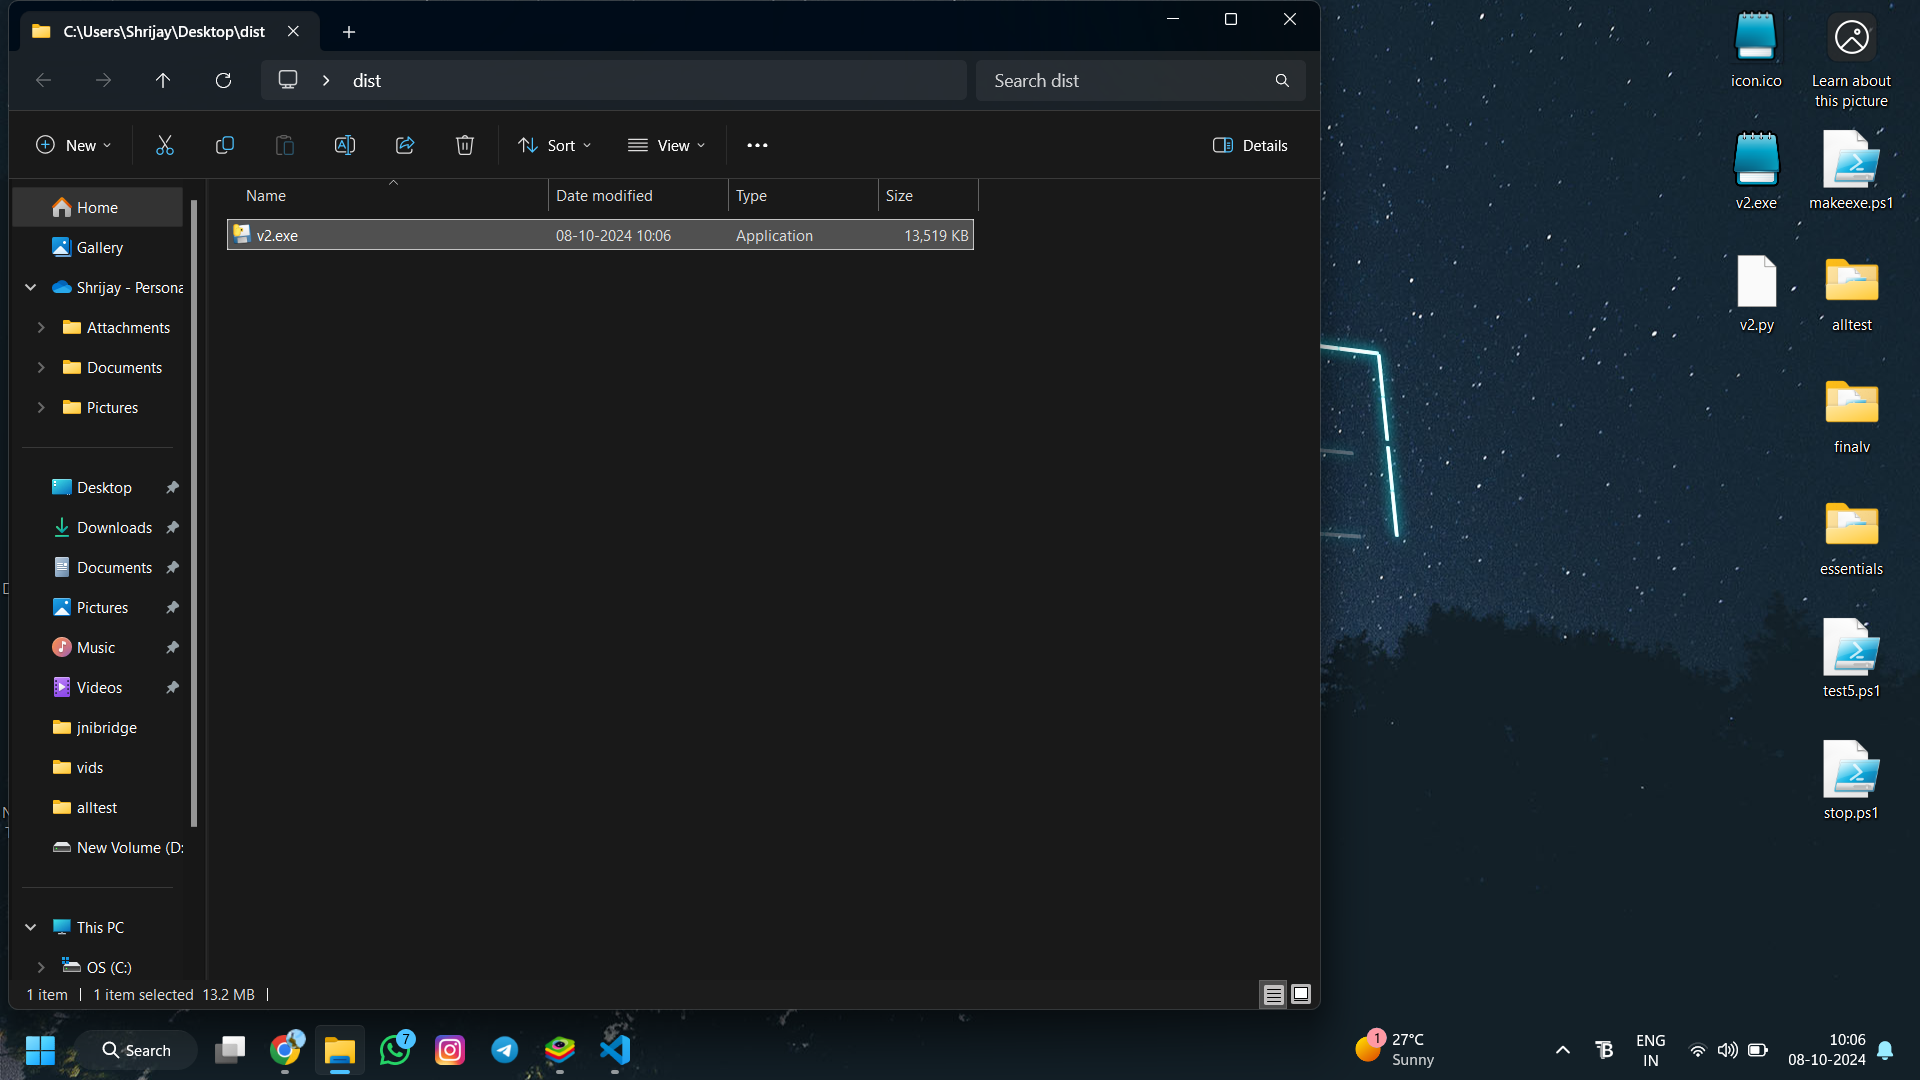 C:\Users\Shrijay\Desktop\dist
dist
Search dist
New
Sort
View
Details
Name
Date modified
Type
Size
v2.exe
08-10-2024 10:06
Application
13,519 KB
Home
Gallery
Shrijay - Persona
Attachments
Documents
Pictures
Desktop
Downloads
Documents
Pictures
Music
Videos
jnibridge
vids
alltest
New Volume (D:
This PC
OS (C:)
1 item
1 item selected 13.2 MB
icon.ico
Learn about
this picture
v2.exe
makeexe.ps1
v2.py
alltest
finalv
essentials
test5.ps1
stop.ps1
Search
7
1
27°C
Sunny
ENG
IN
10:06
08-10-2024